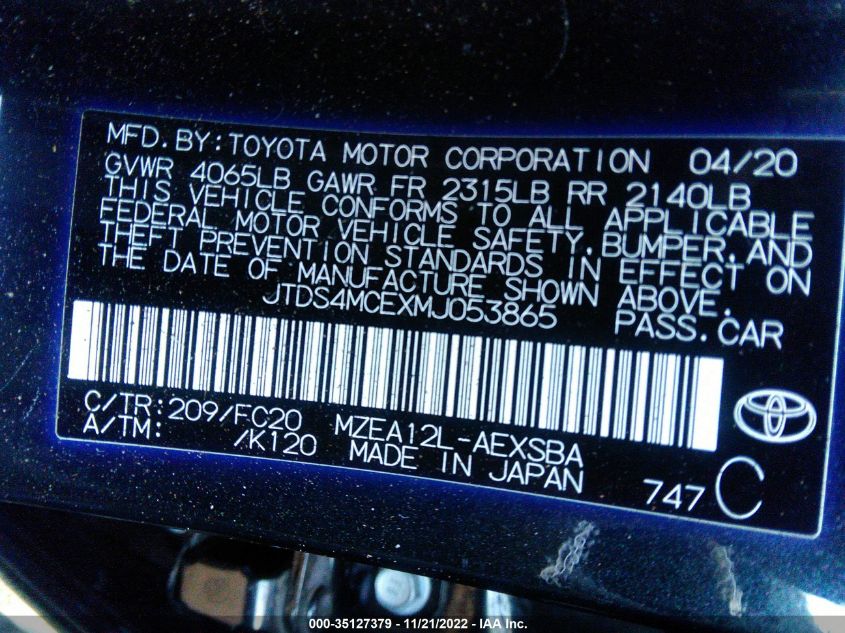 MFD.BY:TOYOTA MOTOR CORPORATION 04/20
GVWR 4065LB GAWR FR 2315LB RR 2140LB
THIS VEHICLE CONFORMS TO ALL APPLICABLE
FEDERAL MOTOR VEHICLE SAFETY,BUMPER,AND
THEFT PREVENTION STANDARDS IN EFFECT ON
THE DATE OF MANUFACTURE SHOWN ABOVE.
JTDS4MCEXMJ053865 PASS.CAR
C/TR:209/FC20 MZEA12L-AEXSBA
A/TM: /K120 MADE IN JAPAN
747 C
000-35127379 - 11/21/2022 - IAA Inc.